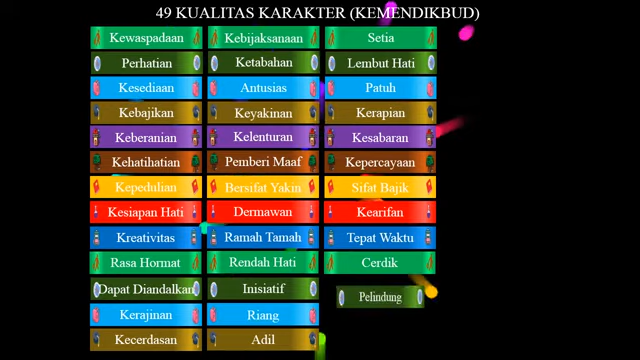 49 KUALITAS KARAKTER (KEMENDIKBUD)
Kewaspadaan Kebijaksanaan Setia
Perhatian Ketabahan Lembut Hati
Kesediaan Antusias Patuh
Kebajikan Keyakinan Kerapian
Keberanian Kelenturan Kesabaran
Kehatihatian Pemberi Maaf Kepercayaan
Kepedulian Bersifat Yakin Sifat Bajik
Kesiapan Hati Dermawan Kearifan
Kreativitas Ramah Tamah Tepat Waktu
Rasa Hormat Rendah Hati Cerdik
Dapat Diandalkan Inisiatif Pelindung
Kerajinan Riang
Kecerdasan Adil